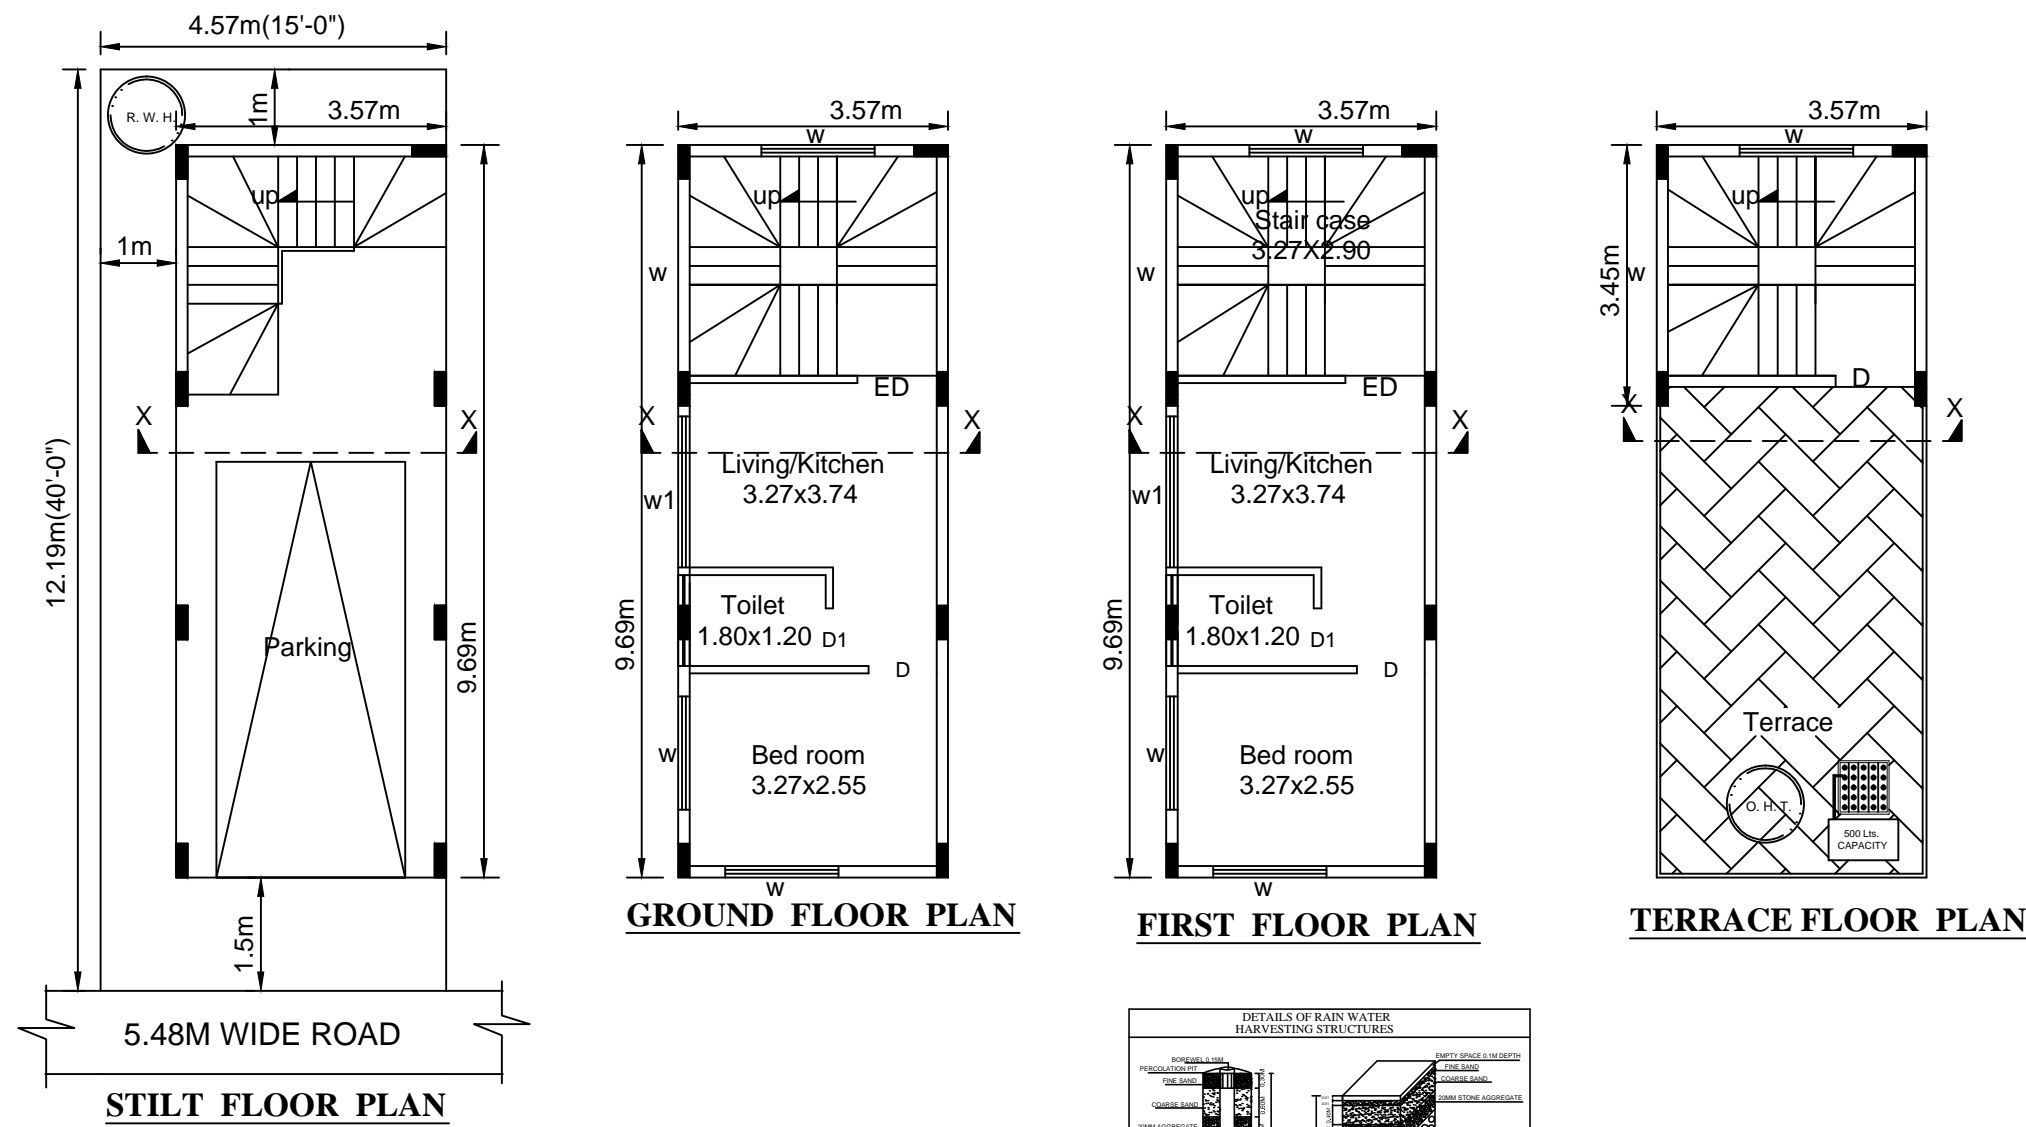 4.57m(15'-0")
R. W. H.
1m
3.57m
up
1m
12.19m(40'-0")
X
X
Parking
9.69m
1.5m
5.48M WIDE ROAD
STILT FLOOR PLAN
3.57m
w
up
w
ED
X
X
Living/Kitchen
3.27x3.74
w1
Toilet
1.80x1.20 D1
D
9.69m
w
Bed room
3.27x2.55
w
GROUND FLOOR PLAN
3.57m
w
up
Stair case
3.27X2.90
w
ED
X
X
Living/Kitchen
3.27x3.74
w1
Toilet
1.80x1.20 D1
D
9.69m
w
Bed room
3.27x2.55
w
FIRST FLOOR PLAN
3.57m
w
up
3.45m
w
D
X
X
Terrace
O. H. T.
500 Lts.
CAPACITY
TERRACE FLOOR PLAN
DETAILS OF RAIN WATER
HARVESTING STRUCTURES
BOREWEL 0.15M
PERCOLATION PIT
FINE SAND
COARSE SAND
20MM AGGREGATE
0.30M
0.60M
EMPTY SPACE 0.1M DEPTH
FINE SAND
COARSE SAND
20MM STONE AGGREGATE